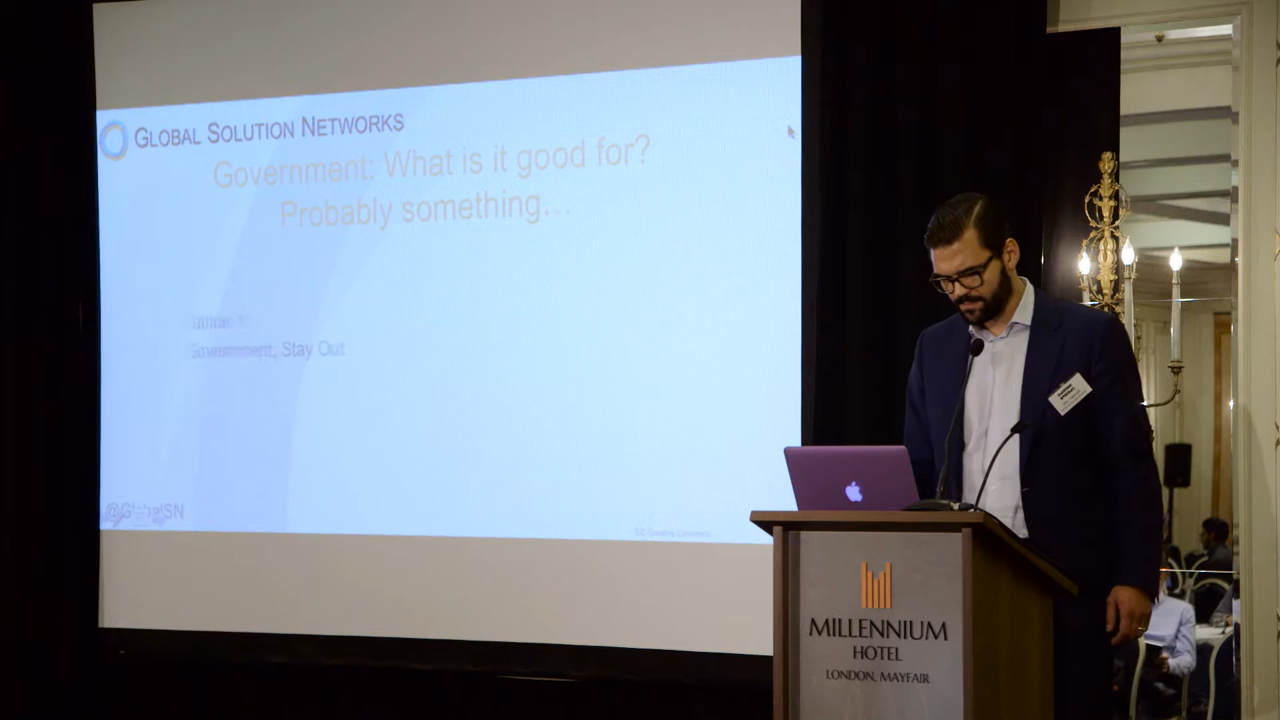 GLOBAL SOLUTION NETWORKS
Government: What is it good for?
Probably something...
Government, Stay Out
@GlobalSN
MILLENNIUM
HOTEL
LONDON, MAYFAIR